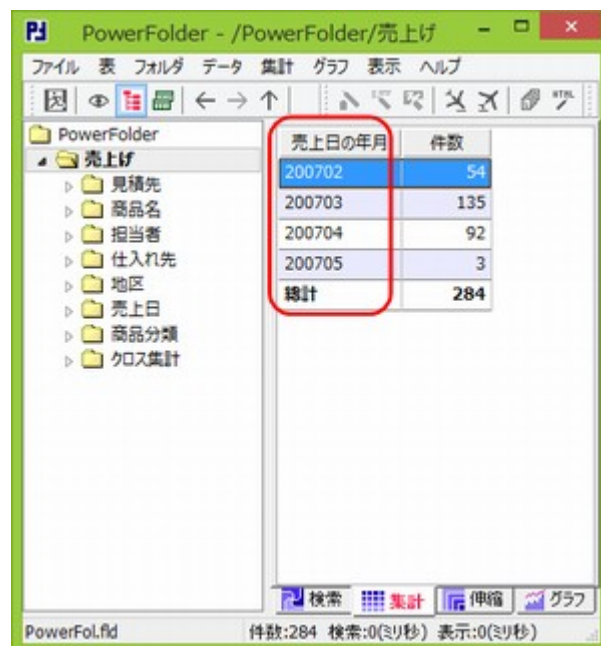 PowerFolder - /PowerFolder/売上げ
ファイル 表 フォルダ データ 集計 グラフ 表示 ヘルプ
PowerFolder
売上げ
見積先
商品名
担当者
仕入れ先
地区
売上日
商品分類
クロス集計
売上日の年月 件数
200702 54
200703 135
200704 92
200705 3
総計 284
検索 集計 伸縮 グラフ
PowerFol.fld 件数:284 検索:0(ミリ秒) 表示:0(ミリ秒)